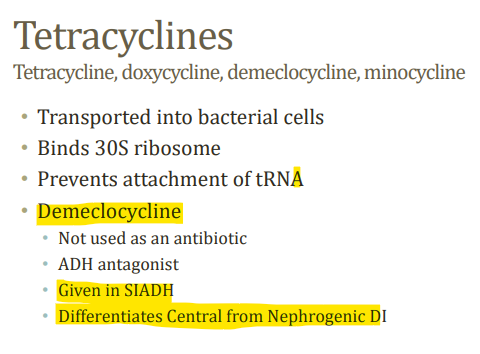 Tetracyclines
Tetracycline, doxycycline, demeclocycline, minocycline
• Transported into bacterial cells
• Binds 30S ribosome
• Prevents attachment of tRNA
• Demeclocycline
• Not used as an antibiotic
• ADH antagonist
• Given in SIADH
• Differentiates Central from Nephrogenic DI